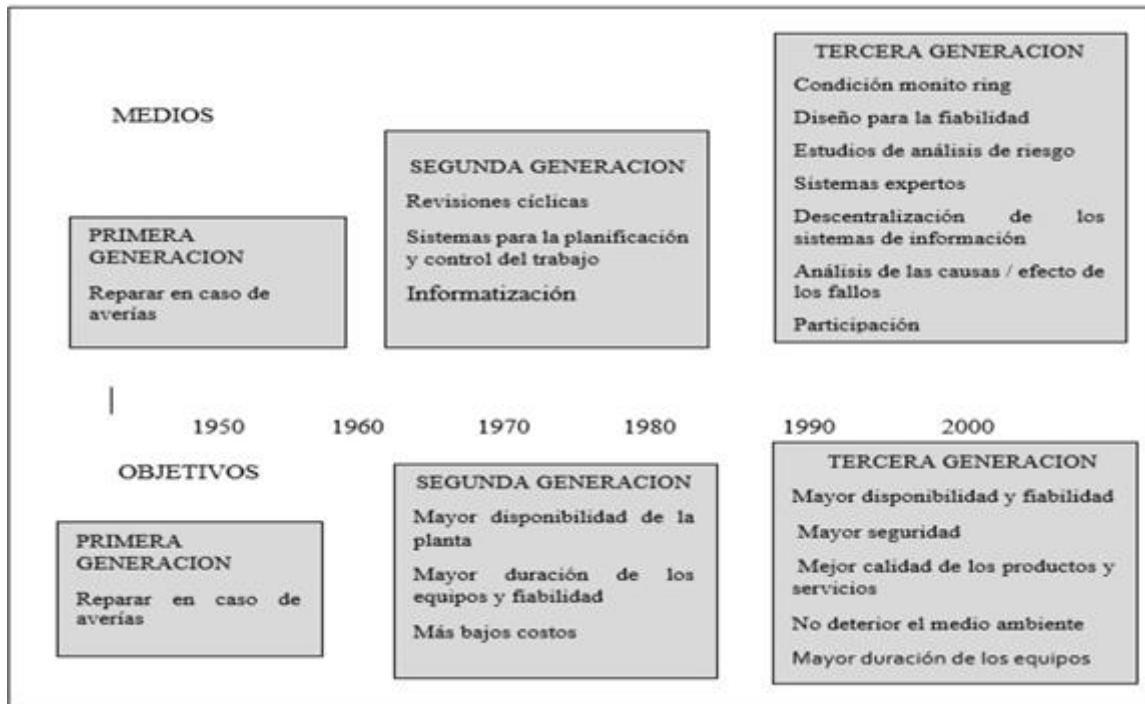 MEDIOS
PRIMERA
GENERACION
Reparar en caso de
averías
SEGUNDA GENERACION
Revisiones cíclicas
Sistemas para la planificación
y control del trabajo
Informatización
TERCERA GENERACION
Condición monito ring
Diseño para la fiabilidad
Estudios de análisis de riesgo
Sistemas expertos
Descentralización de los
sistemas de información
Análisis de las causas / efecto de
los fallos
Participación
1950 1960 1970 1980 1990 2000
OBJETIVOS
PRIMERA
GENERACION
Reparar en caso de
averías
SEGUNDA GENERACION
Mayor disponibilidad de la
planta
Mayor duración de los
equipos y fiabilidad
Más bajos costos
TERCERA GENERACION
Mayor disponibilidad y fiabilidad
Mayor seguridad
Mejor calidad de los productos y
servicios
No deterior el medio ambiente
Mayor duración de los equipos